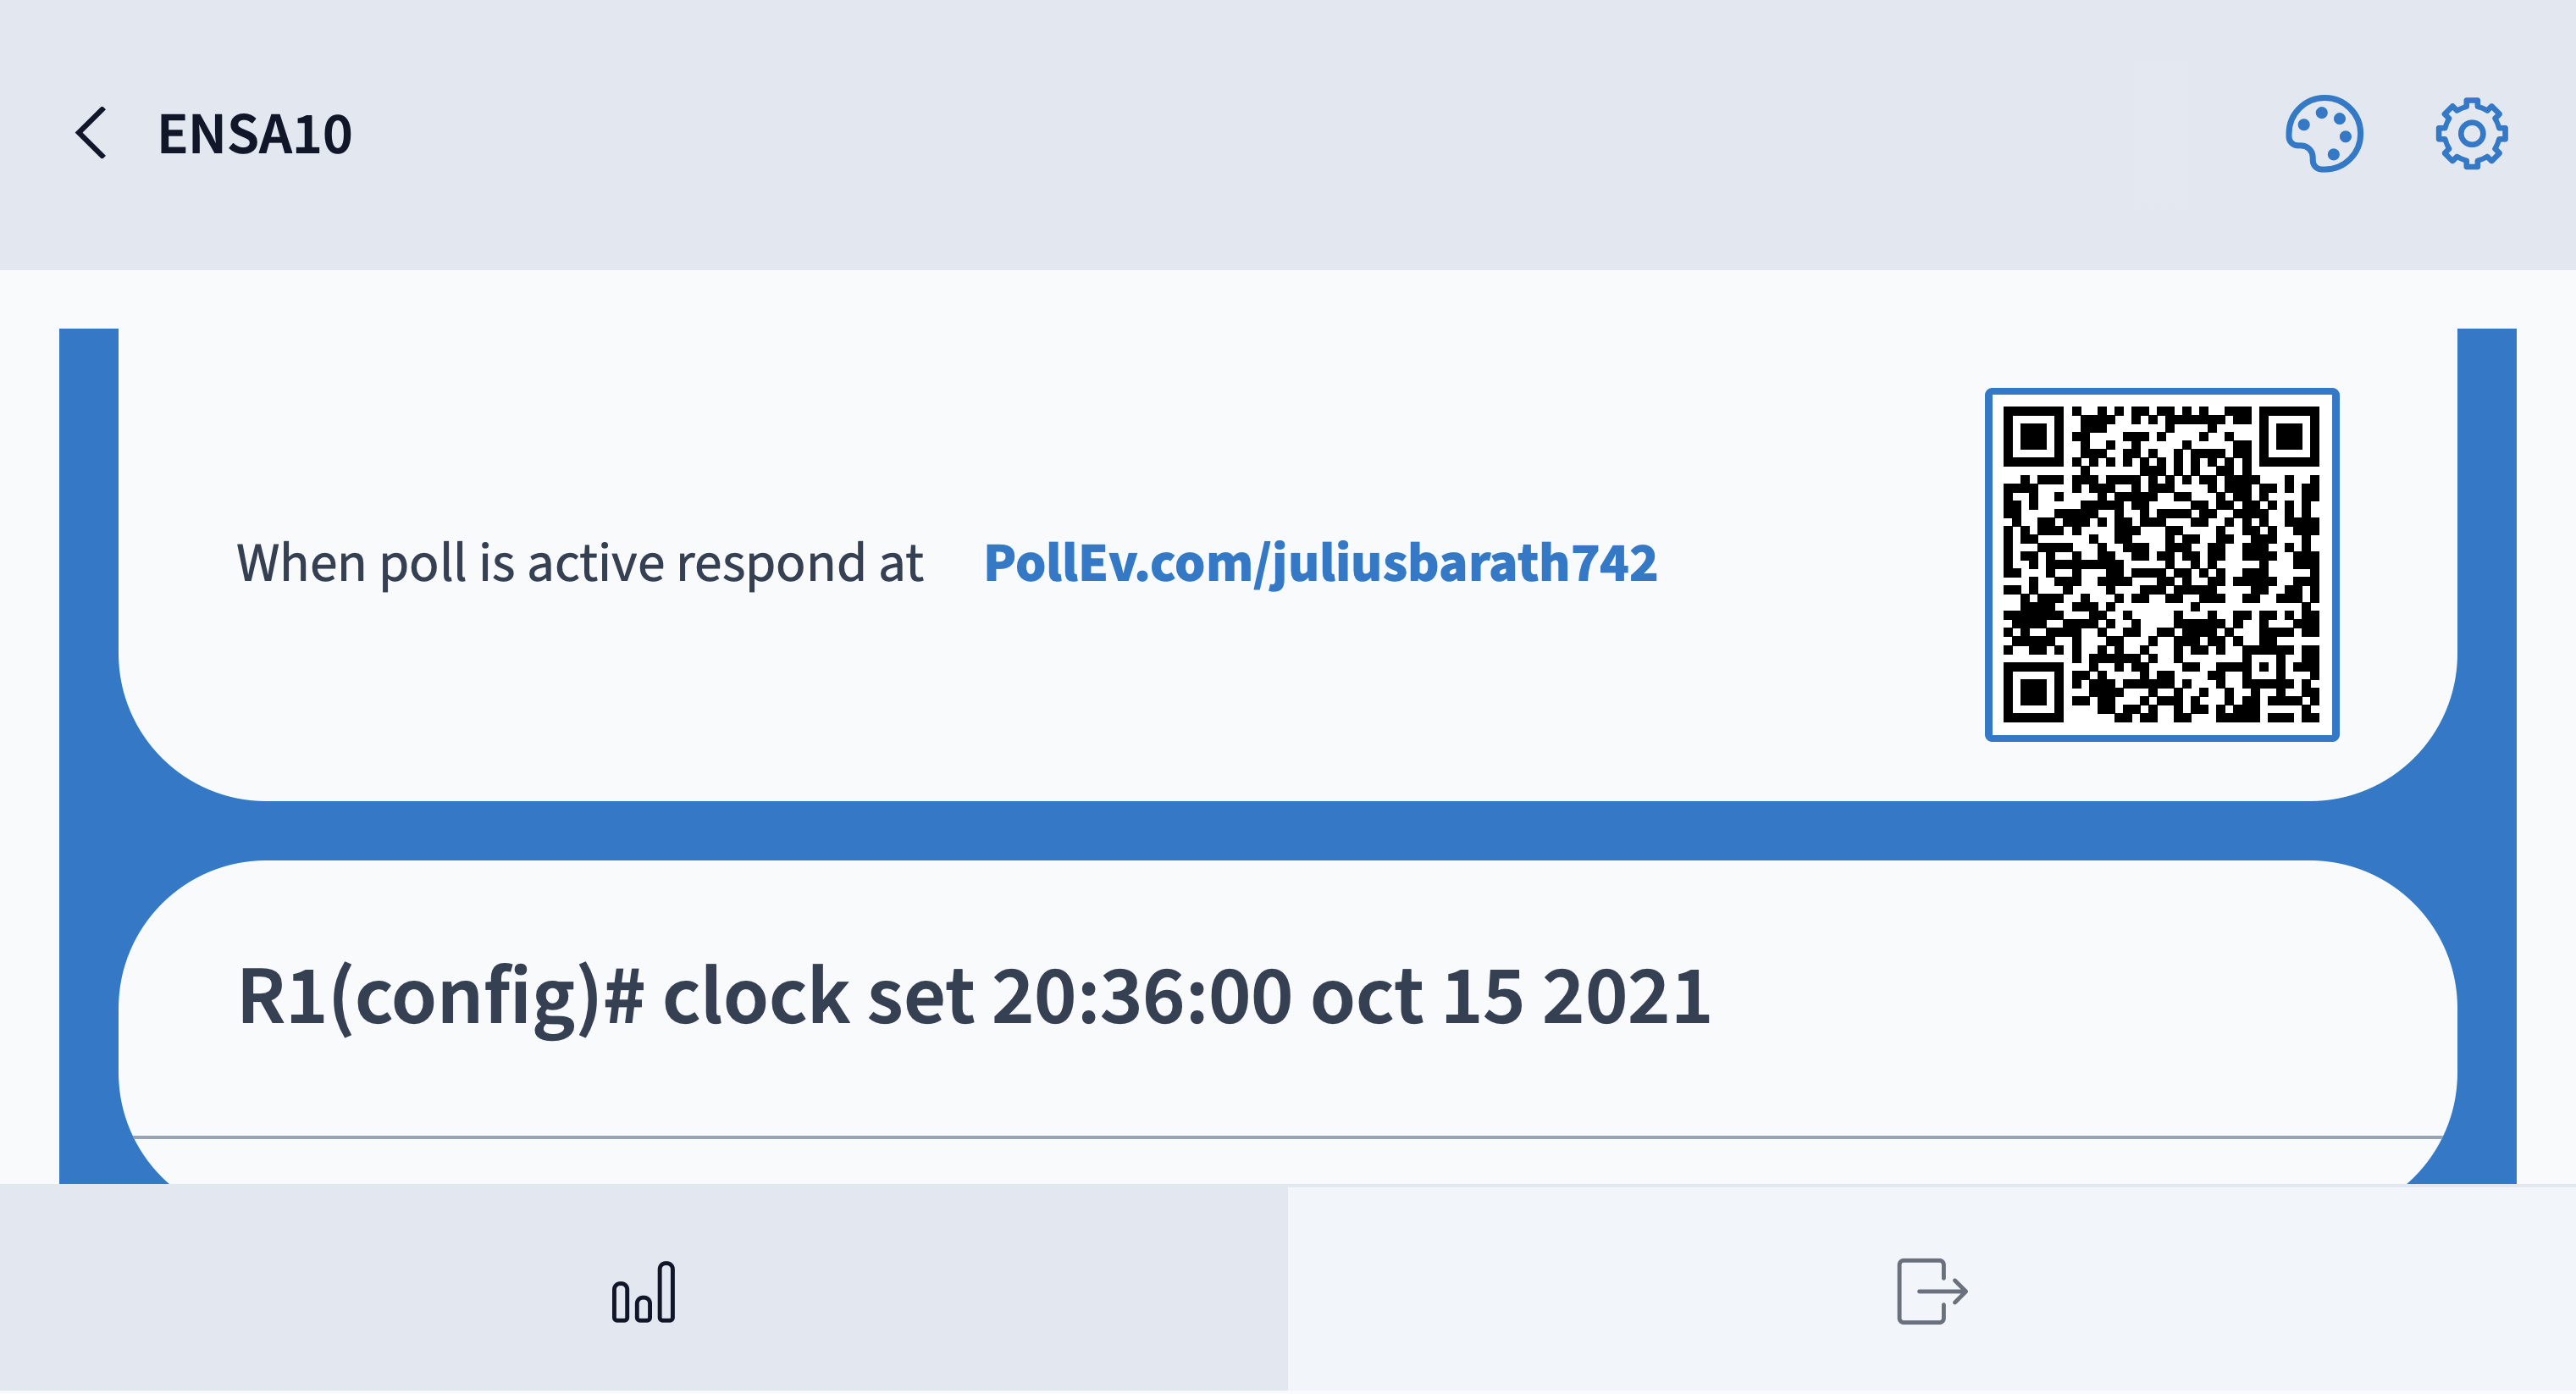 ENSA10
When poll is active respond at PollEv.com/juliusbarath742
R1(config)# clock set 20:36:00 oct 15 2021